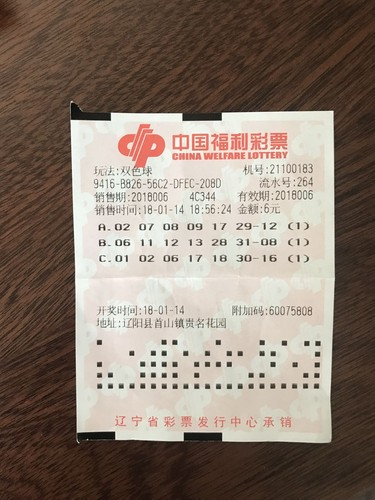 中国福利彩票
CHINA WELFARE LOTTERY
玩法:双色球 机号:21100183
9416-B826-56C2-DFEC-208D 流水号:264
销售期:2018006 4C344 有效期:2018006
销售时间:18-01-14 18:56:24 金额:6元
A.02 07 08 09 17 29-12 (1)
B.06 11 12 13 28 31-08 (1)
C.01 02 06 17 18 30-16 (1)
开奖时间:18-01-14 附加码:60075808
地址:辽阳县首山镇贵名花园
辽宁省彩票发行中心承销